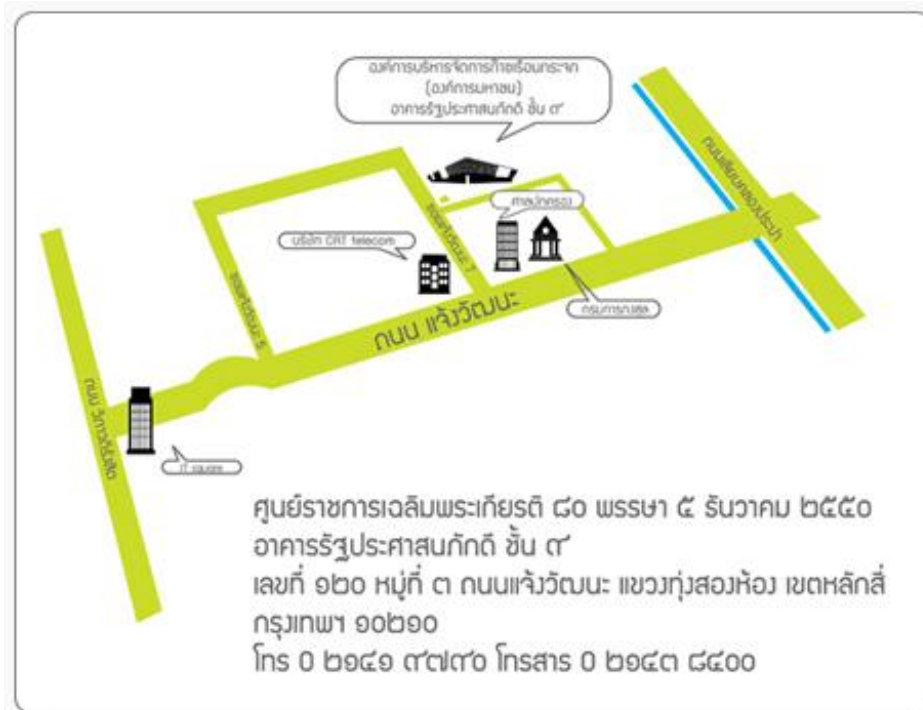 องค์การบริหารจัดการก๊าซเรือนกระจก
(องค์การมหาชน)
อาคารรัฐประศาสนภักดี ชั้น ๙
ถนนเลียบคลองประปา
ศาลปกครอง
ซอยแจ้งวัฒนะ 7
บริษัท CAT telecom
ซอยแจ้งวัฒนะ 5
กรมการกงสุล
ถนน แจ้งวัฒนะ
ถนน วิภาวดีรังสิต
IT square
ศูนย์ราชการเฉลิมพระเกียรติ ๘๐ พรรษา ๕ ธันวาคม ๒๕๕๐
อาคารรัฐประศาสนภักดี ชั้น ๙
เลขที่ ๑๒๐ หมู่ที่ ๓ ถนนแจ้งวัฒนะ แขวงทุ่งสองห้อง เขตหลักสี่
กรุงเทพฯ ๑๐๒๑๐
โทร 0 ๒๑๔๑ ๙๗๙๐ โทรสาร 0 ๒๑๔๓ ๘๔๐๐